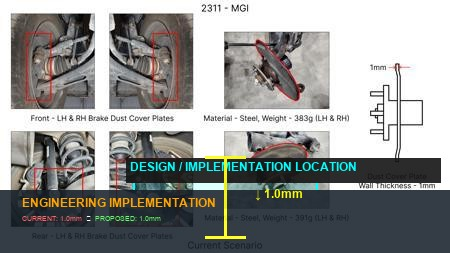 2311 - MGI
1mm
Front - LH & RH Brake Dust Cover Plates
Material - Steel, Weight - 383g (LH & RH)
DESIGN / IMPLEMENTATION LOCATION
Dust Cover Plate
Wall Thickness - 1mm
↓ 1.0mm
ENGINEERING IMPLEMENTATION
CURRENT: 1.0mm = PROPOSED: 1.0mm
Material - Steel, Weight - 391g (LH & RH)
Rear - LH & RH Brake Dust Cover Plates
Current Scenario